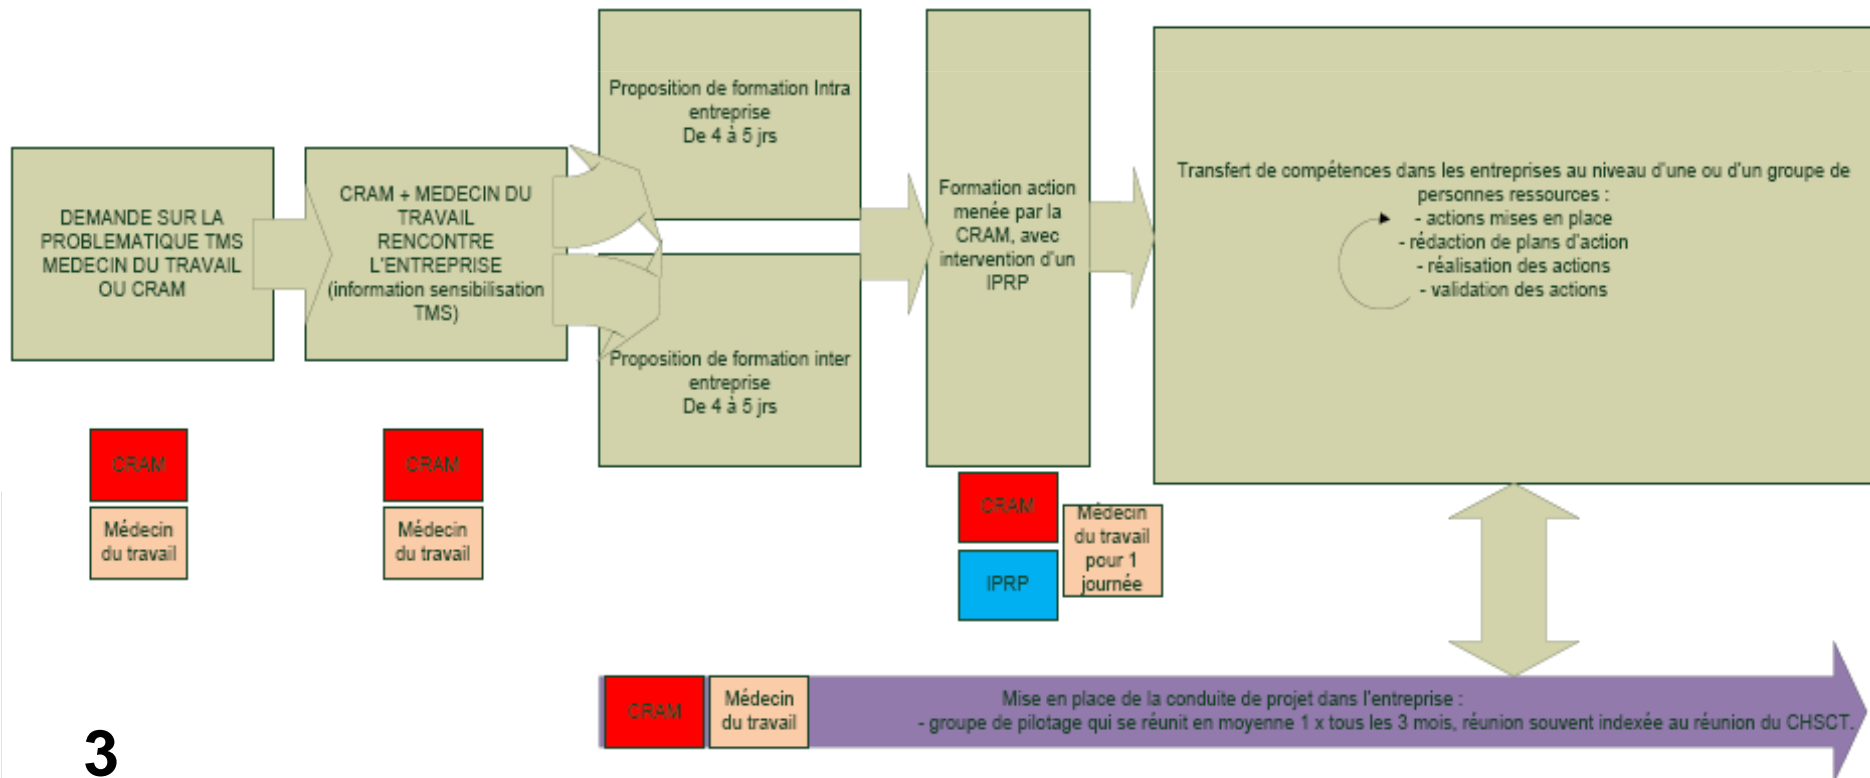 DEMANDE SUR LA
PROBLEMATIQUE TMS
MEDECIN DU TRAVAIL
OU CRAM
CRAM + MEDECIN DU
TRAVAIL
RENCONTRE
L'ENTREPRISE
(information sensibilisation
TMS)
Proposition de formation Intra
entreprise
De 4 à 5 jrs
Proposition de formation inter
entreprise
De 4 à 5 jrs
Formation action
menée par la
CRAM, avec
intervention d'un
IPRP
Transfert de compétences dans les entreprises au niveau d'une ou d'un groupe de
personnes ressources :
- actions mises en place
- rédaction de plans d'action
- réalisation des actions
- validation des actions
CRAM
Médecin
du travail
CRAM
Médecin
du travail
CRAM
IPRP
Médecin
du travail
pour 1
journée
CRAM
Médecin
du travail
Mise en place de la conduite de projet dans l'entreprise :
- groupe de pilotage qui se réunit en moyenne 1 x tous les 3 mois, réunion souvent indexée au réunion du CHSCT.
3